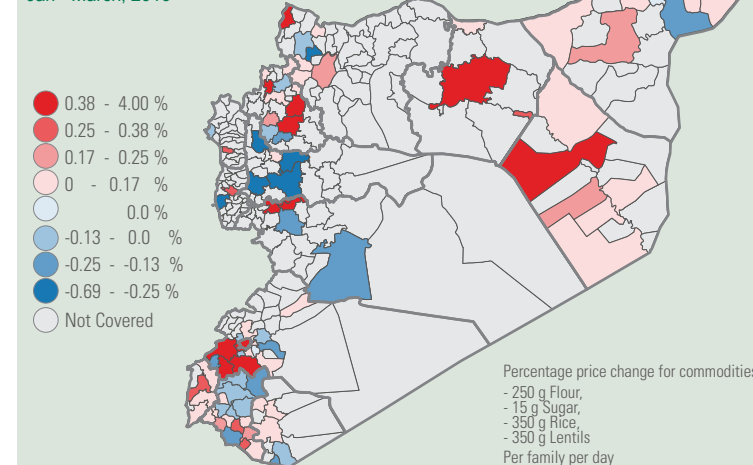 0.38 - 4.00 %
0.25 - 0.38 %
0.17 - 0.25 %
0 - 0.17 %
0.0 %
-0.13 - 0.0 %
-0.25 - -0.13 %
-0.69 - -0.25 %
Not Covered
Percentage price change for commodities
- 250 g Flour,
- 15 g Sugar,
- 350 g Rice,
- 350 g Lentils
Per family per day